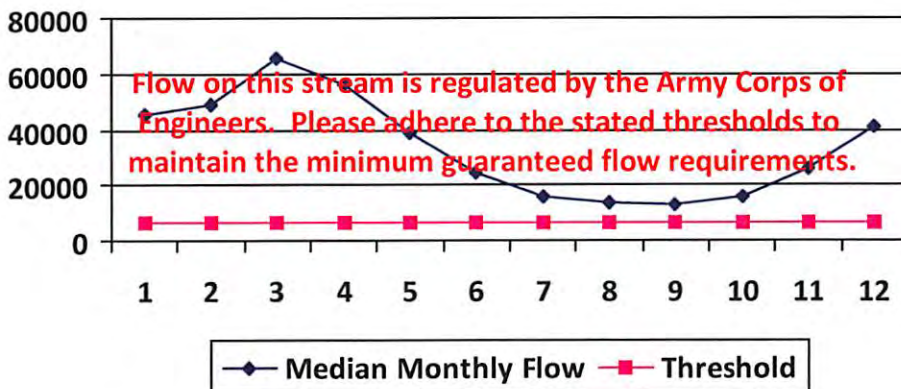 80000
60000
40000
20000
0
Flow on this stream is regulated by the Army Corps of
Engineers. Please adhere to the stated thresholds to
maintain the minimum guaranteed flow requirements.
1 2 3 4 5 6 7 8 9 10 11 12
Median Monthly Flow Threshold